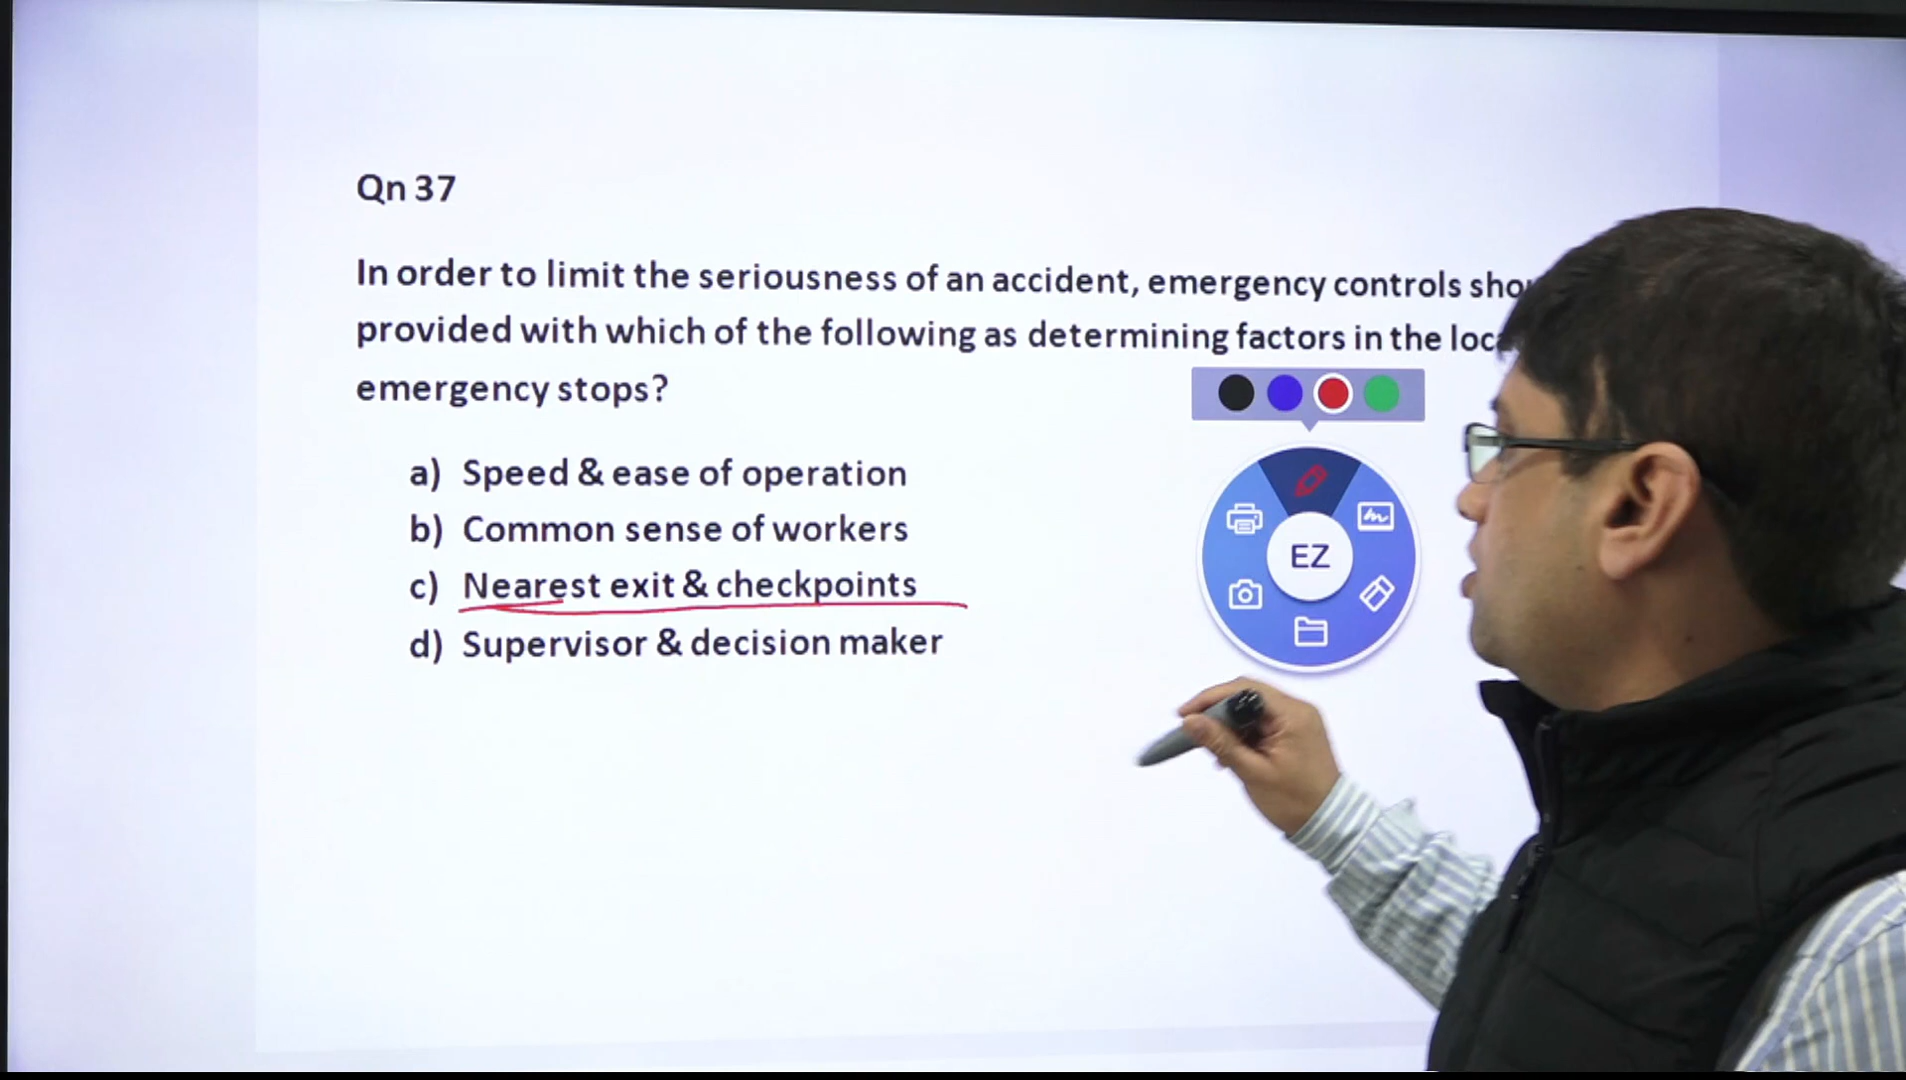 Qn 37
In order to limit the seriousness of an accident, emergency controls
provided with which of the following as determining factors in the
emergency stops?
a) Speed & ease of operation
b) Common sense of workers
c) Nearest exit & checkpoints
d) Supervisor & decision maker
EZ